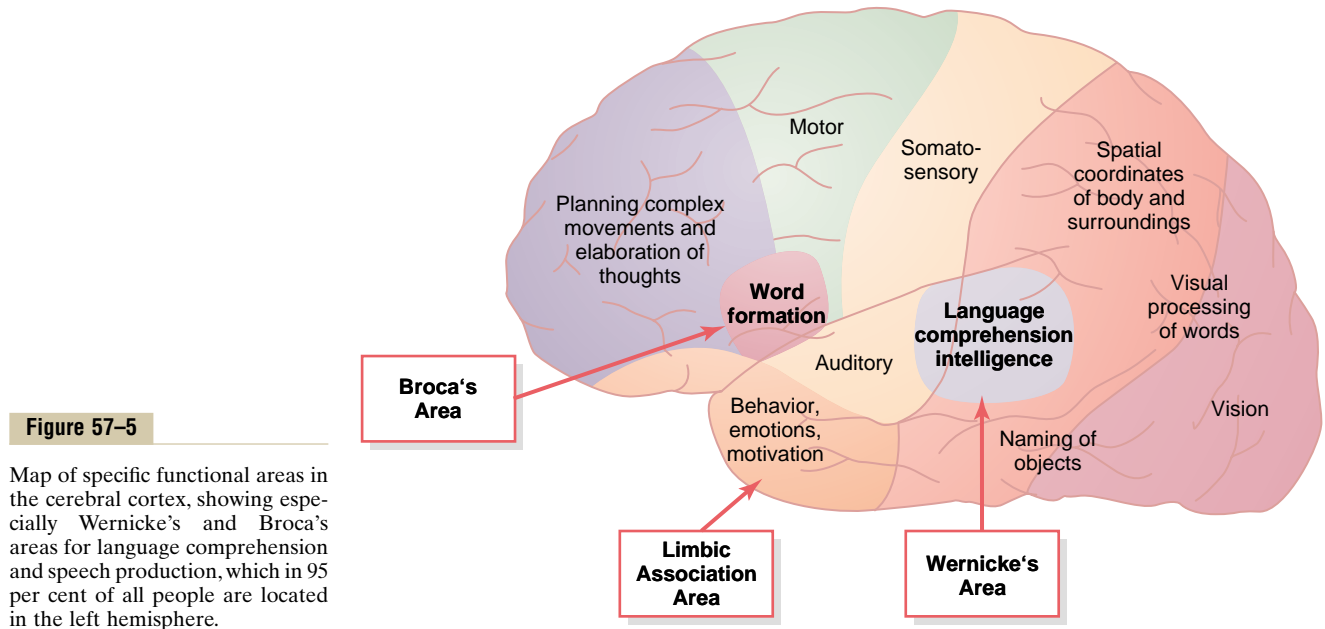 Motor
Somato-
sensory
Spatial
coordinates
of body and
surroundings
Planning complex
movements and
elaboration of
thoughts
Word
formation
Language
comprehension
intelligence
Visual
processing
of words
Auditory
Broca‘s
Area
Behavior,
emotions,
motivation
Vision
Naming of
objects
Limbic
Association
Area
Wernicke‘s
Area
Figure 57–5
Map of specific functional areas in
the cerebral cortex, showing espe-
cially Wernicke’s and Broca’s
areas for language comprehension
and speech production, which in 95
per cent of all people are located
in the left hemisphere.